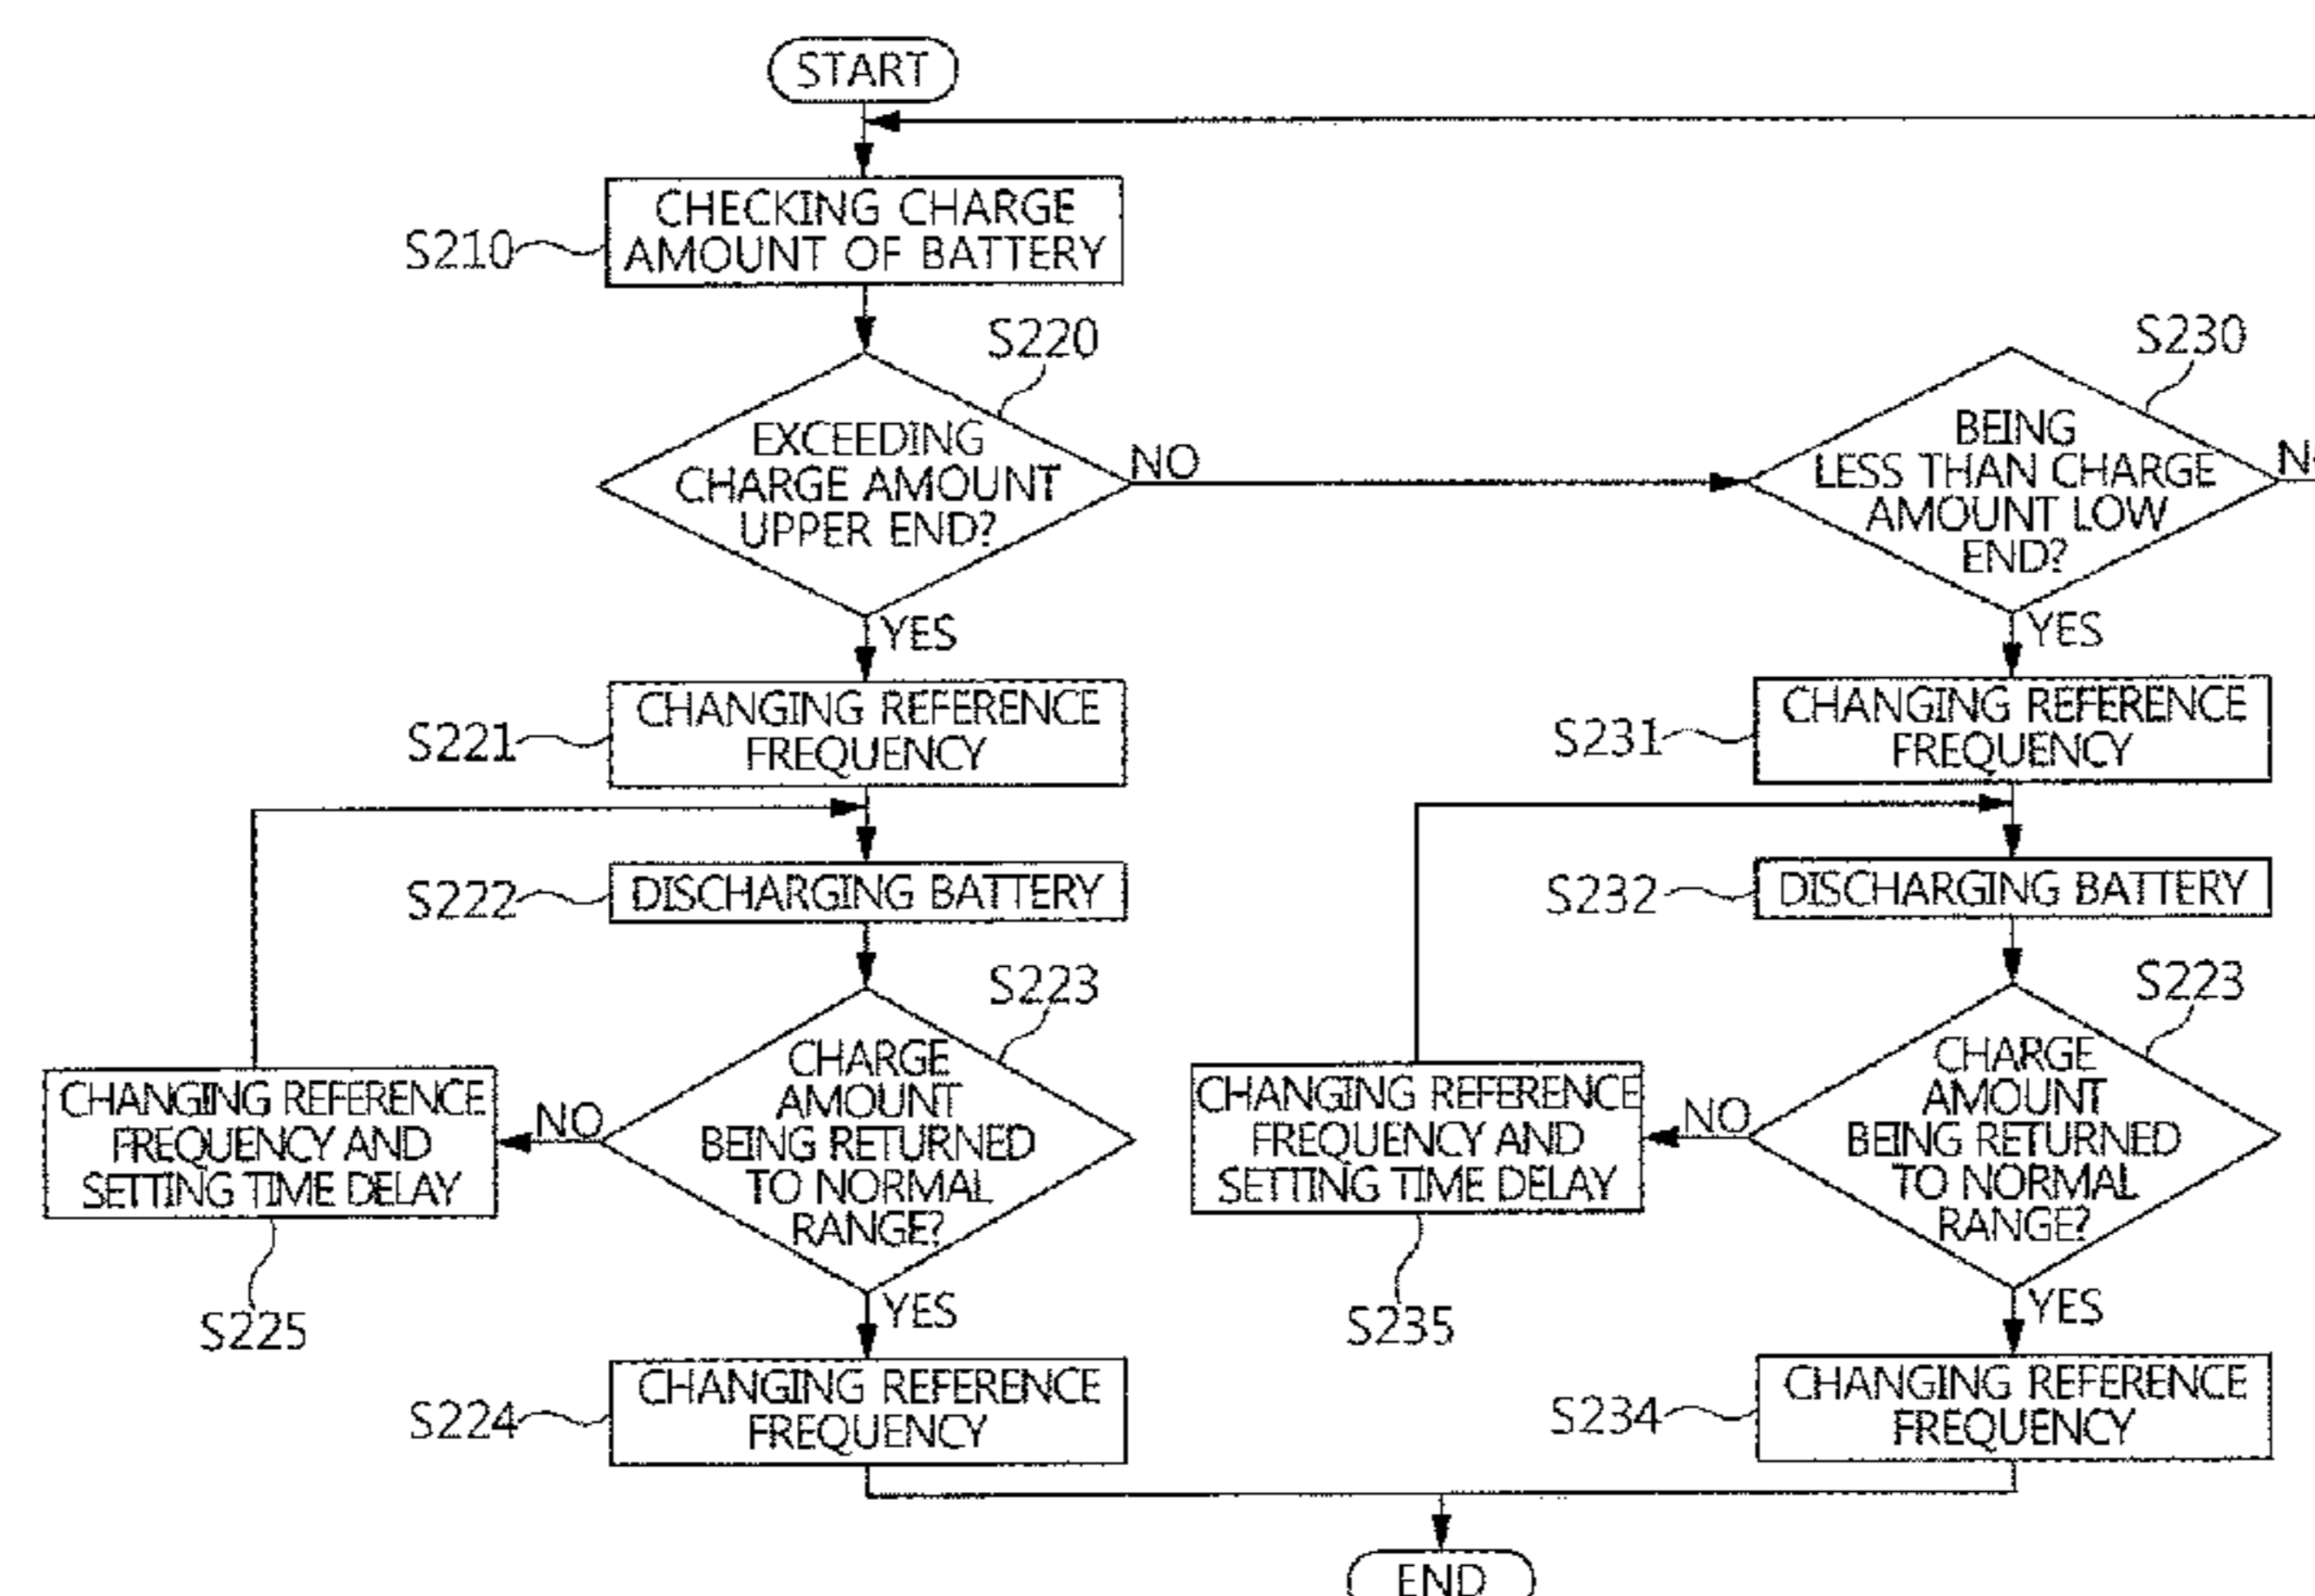 START
CHECKING CHARGE
AMOUNT OF BATTERY
S210
S220
EXCEEDING
CHARGE AMOUNT
UPPER END?
NO
YES
S230
BEING
LESS THAN CHARGE
AMOUNT LOW
END?
YES
CHANGING REFERENCE
FREQUENCY
S221
CHANGING REFERENCE
FREQUENCY
S231
DISCHARGING BATTERY
S222
DISCHARGING BATTERY
S232
S223
CHARGE
AMOUNT
BEING RETURNED
TO NORMAL
RANGE?
NO
YES
CHANGING REFERENCE
FREQUENCY AND
SETTING TIME DELAY
S225
S223
CHARGE
AMOUNT
BEING RETURNED
TO NORMAL
RANGE?
NO
YES
CHANGING REFERENCE
FREQUENCY AND
SETTING TIME DELAY
S235
CHANGING REFERENCE
FREQUENCY
S224
CHANGING REFERENCE
FREQUENCY
S234
END